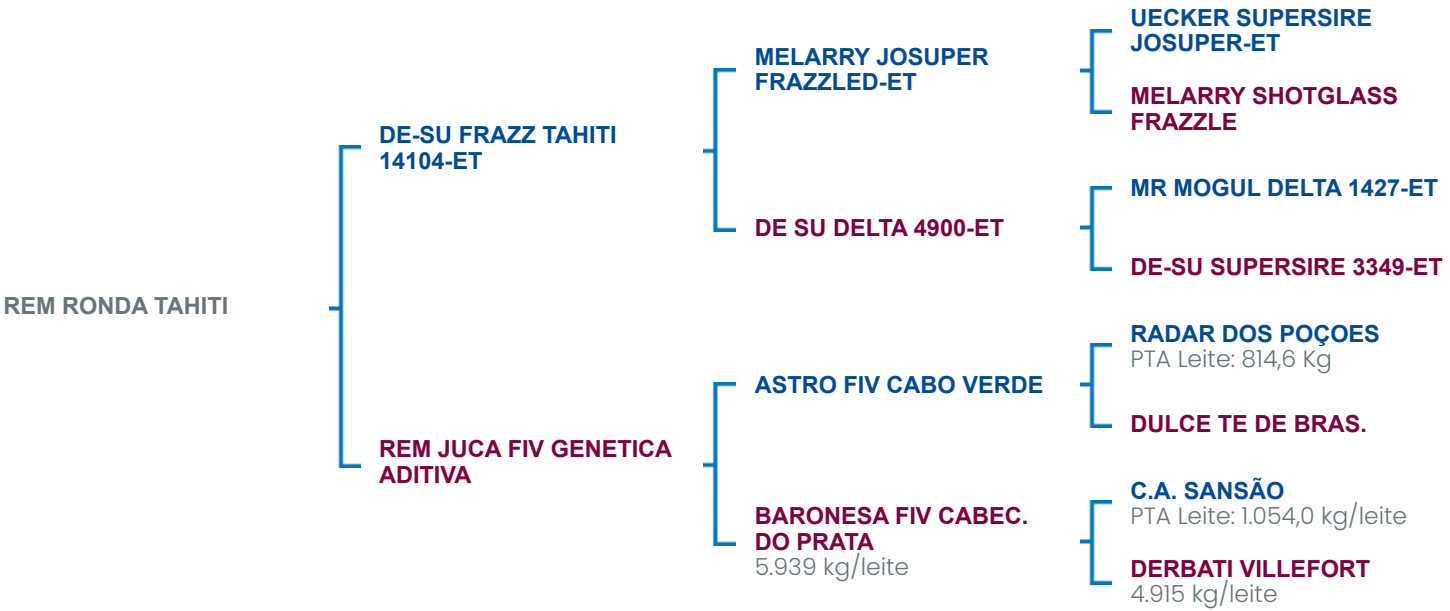 REM RONDA TAHITI
DE-SU FRAZZ TAHITI
14104-ET
REM JUCA FIV GENETICA
ADITIVA
MELARRY JOSUPER
FRAZZLED-ET
DE SU DELTA 4900-ET
ASTRO FIV CABO VERDE
BARONESA FIV CABEC.
DO PRATA
5.939 kg/leite
UECKER SUPERSIRE
JOSUPER-ET
MELARRY SHOTGLASS
FRAZZLE
MR MOGUL DELTA 1427-ET
DE-SU SUPERSIRE 3349-ET
RADAR DOS POÇOES
PTA Leite: 814,6 Kg
DULCE TE DE BRAS.
C.A. SANSÃO
PTA Leite: 1.054,0 kg/leite
DERBATI VILLEFORT
4.915 kg/leite